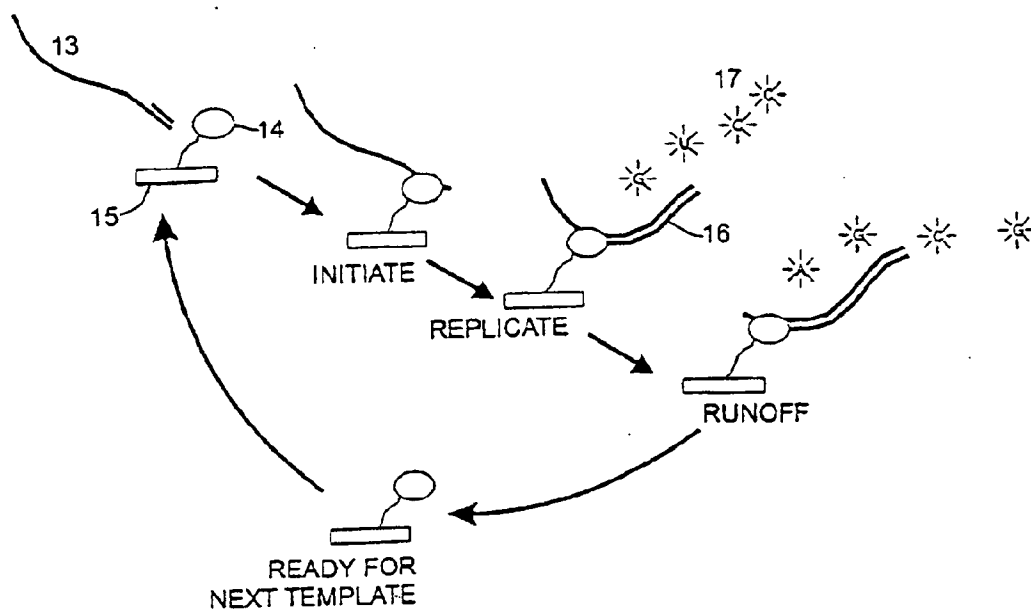 13
14
15
INITIATE
17
C
C
U
G
16
REPLICATE
A
G
C
G
RUNOFF
READY FOR
NEXT TEMPLATE